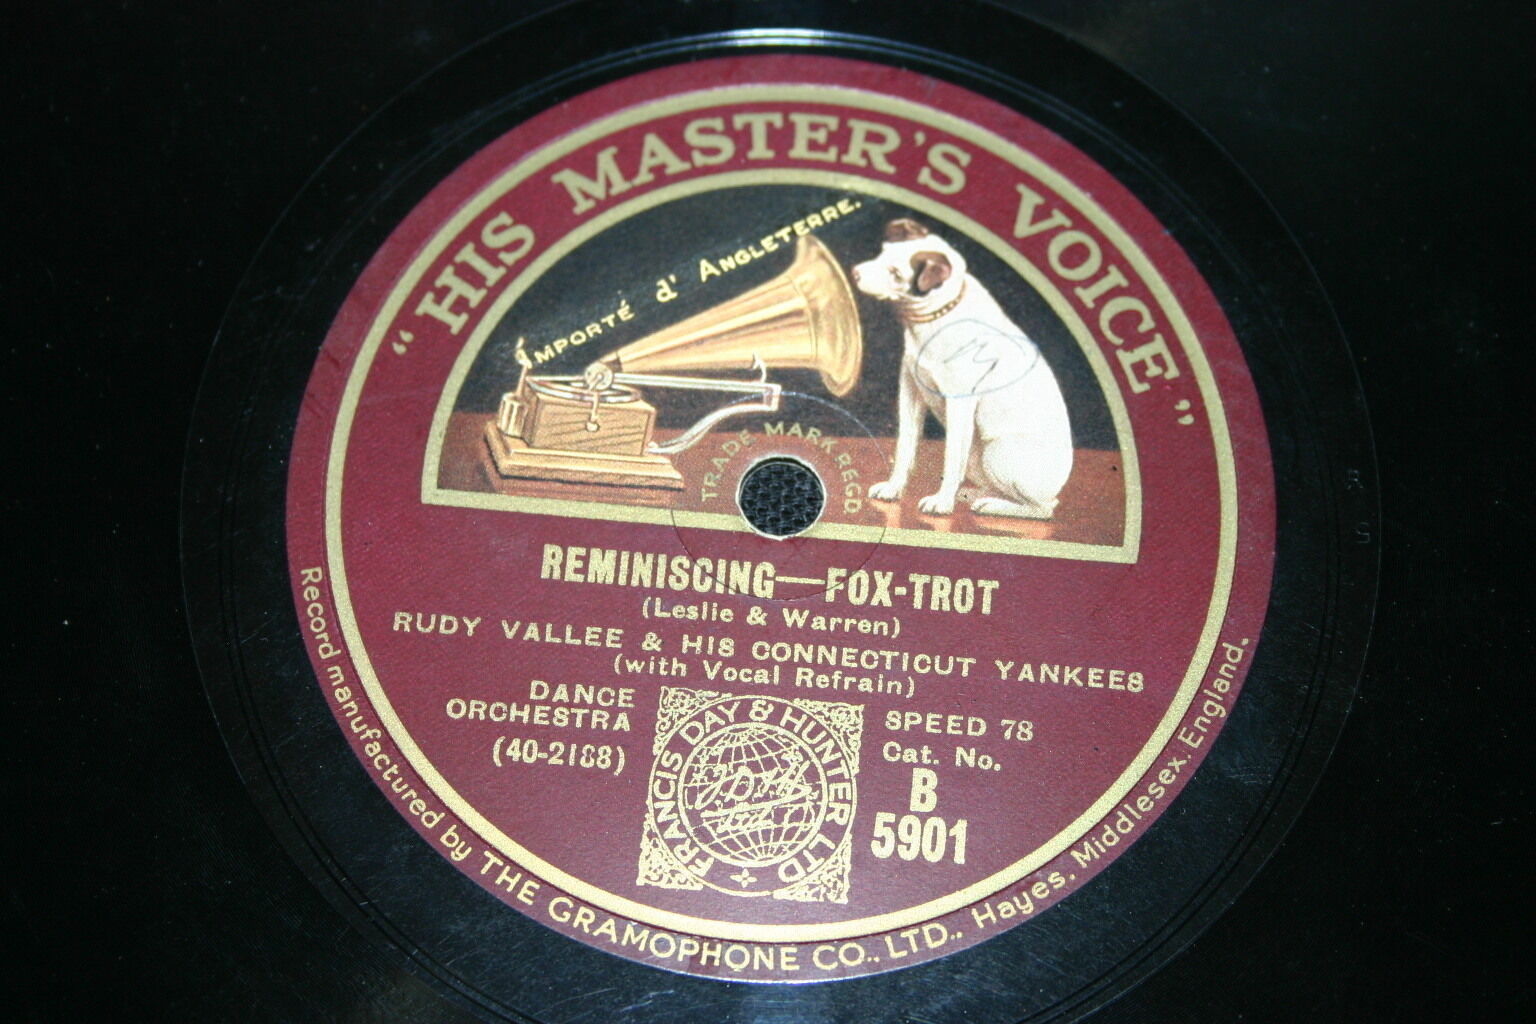 "HIS MASTER'S VOICE"
IMPORTÉ d' ANGLETERRE.
TRADE MARK REGD
REMINISCING—FOX-TROT
(Leslie & Warren)
RUDY VALLEE & HIS CONNECTICUT YANKEES
(with Vocal Refrain)
DANCE
ORCHESTRA
(40-2188)
FRANCIS DAY & HUNTER LTD
SPEED 78
Cat. No.
B
5901
Record manufactured by THE GRAMOPHONE CO., LTD., Hayes, Middlesex, England.